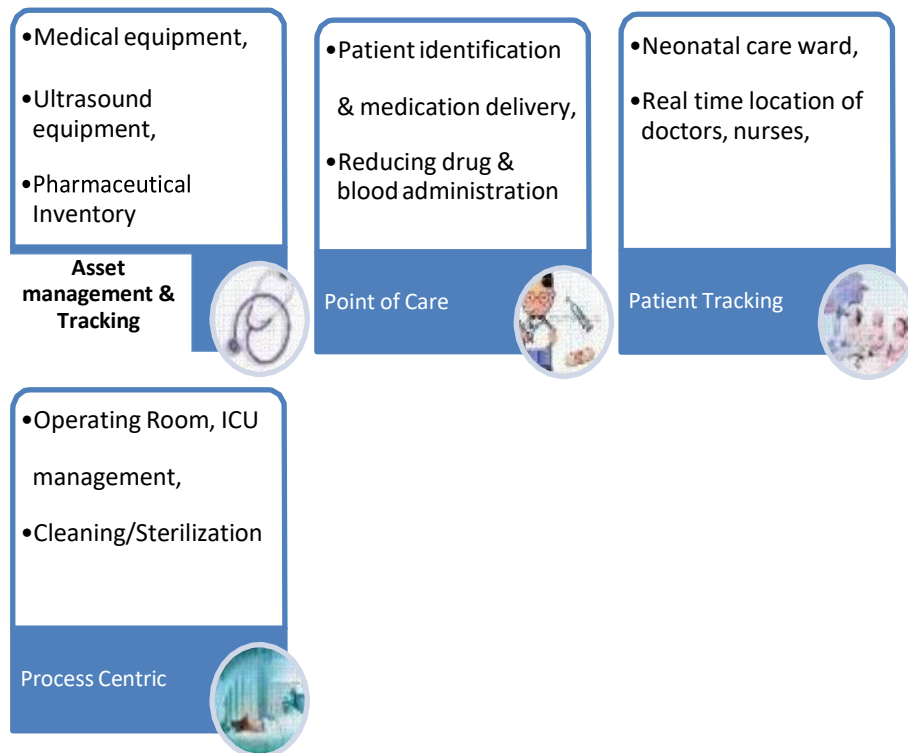 •Medical equipment,
•Ultrasound
equipment,
•Pharmaceutical
Inventory
Asset
management &
Tracking
•Patient identification
& medication delivery,
•Reducing drug &
blood administration
Point of Care
•Neonatal care ward,
•Real time location of
doctors, nurses,
Patient Tracking
•Operating Room, ICU
management,
•Cleaning/Sterilization
Process Centric